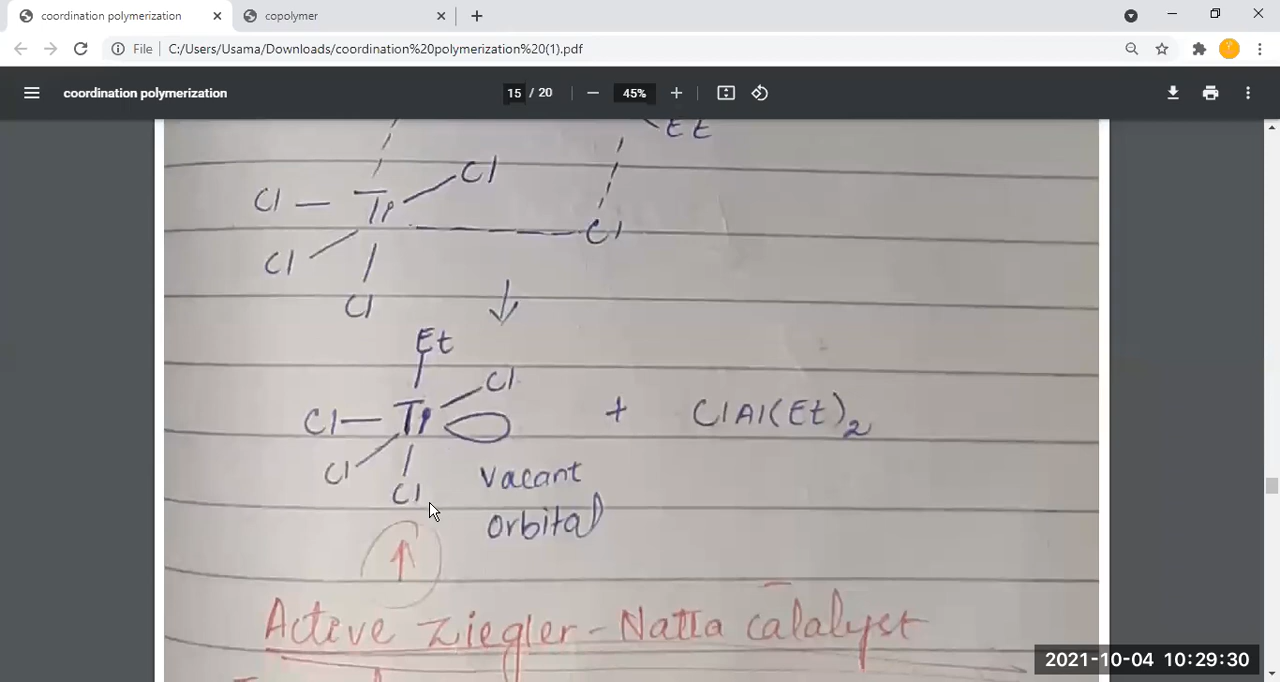 coordination polymerization
copolymer
File
C:/Users/Usama/Downloads/coordination%20polymerization%20(1).pdf
coordination polymerization
15 / 20
45%
Et
Cl
Cl
Ti
Cl
Cl
Cl
Et
Cl
Cl
Ti
+ ClAl(Et)2
Cl
Cl
vacant
orbital
Active Ziegler-Natta catalyst
2021-10-04 10:29:30